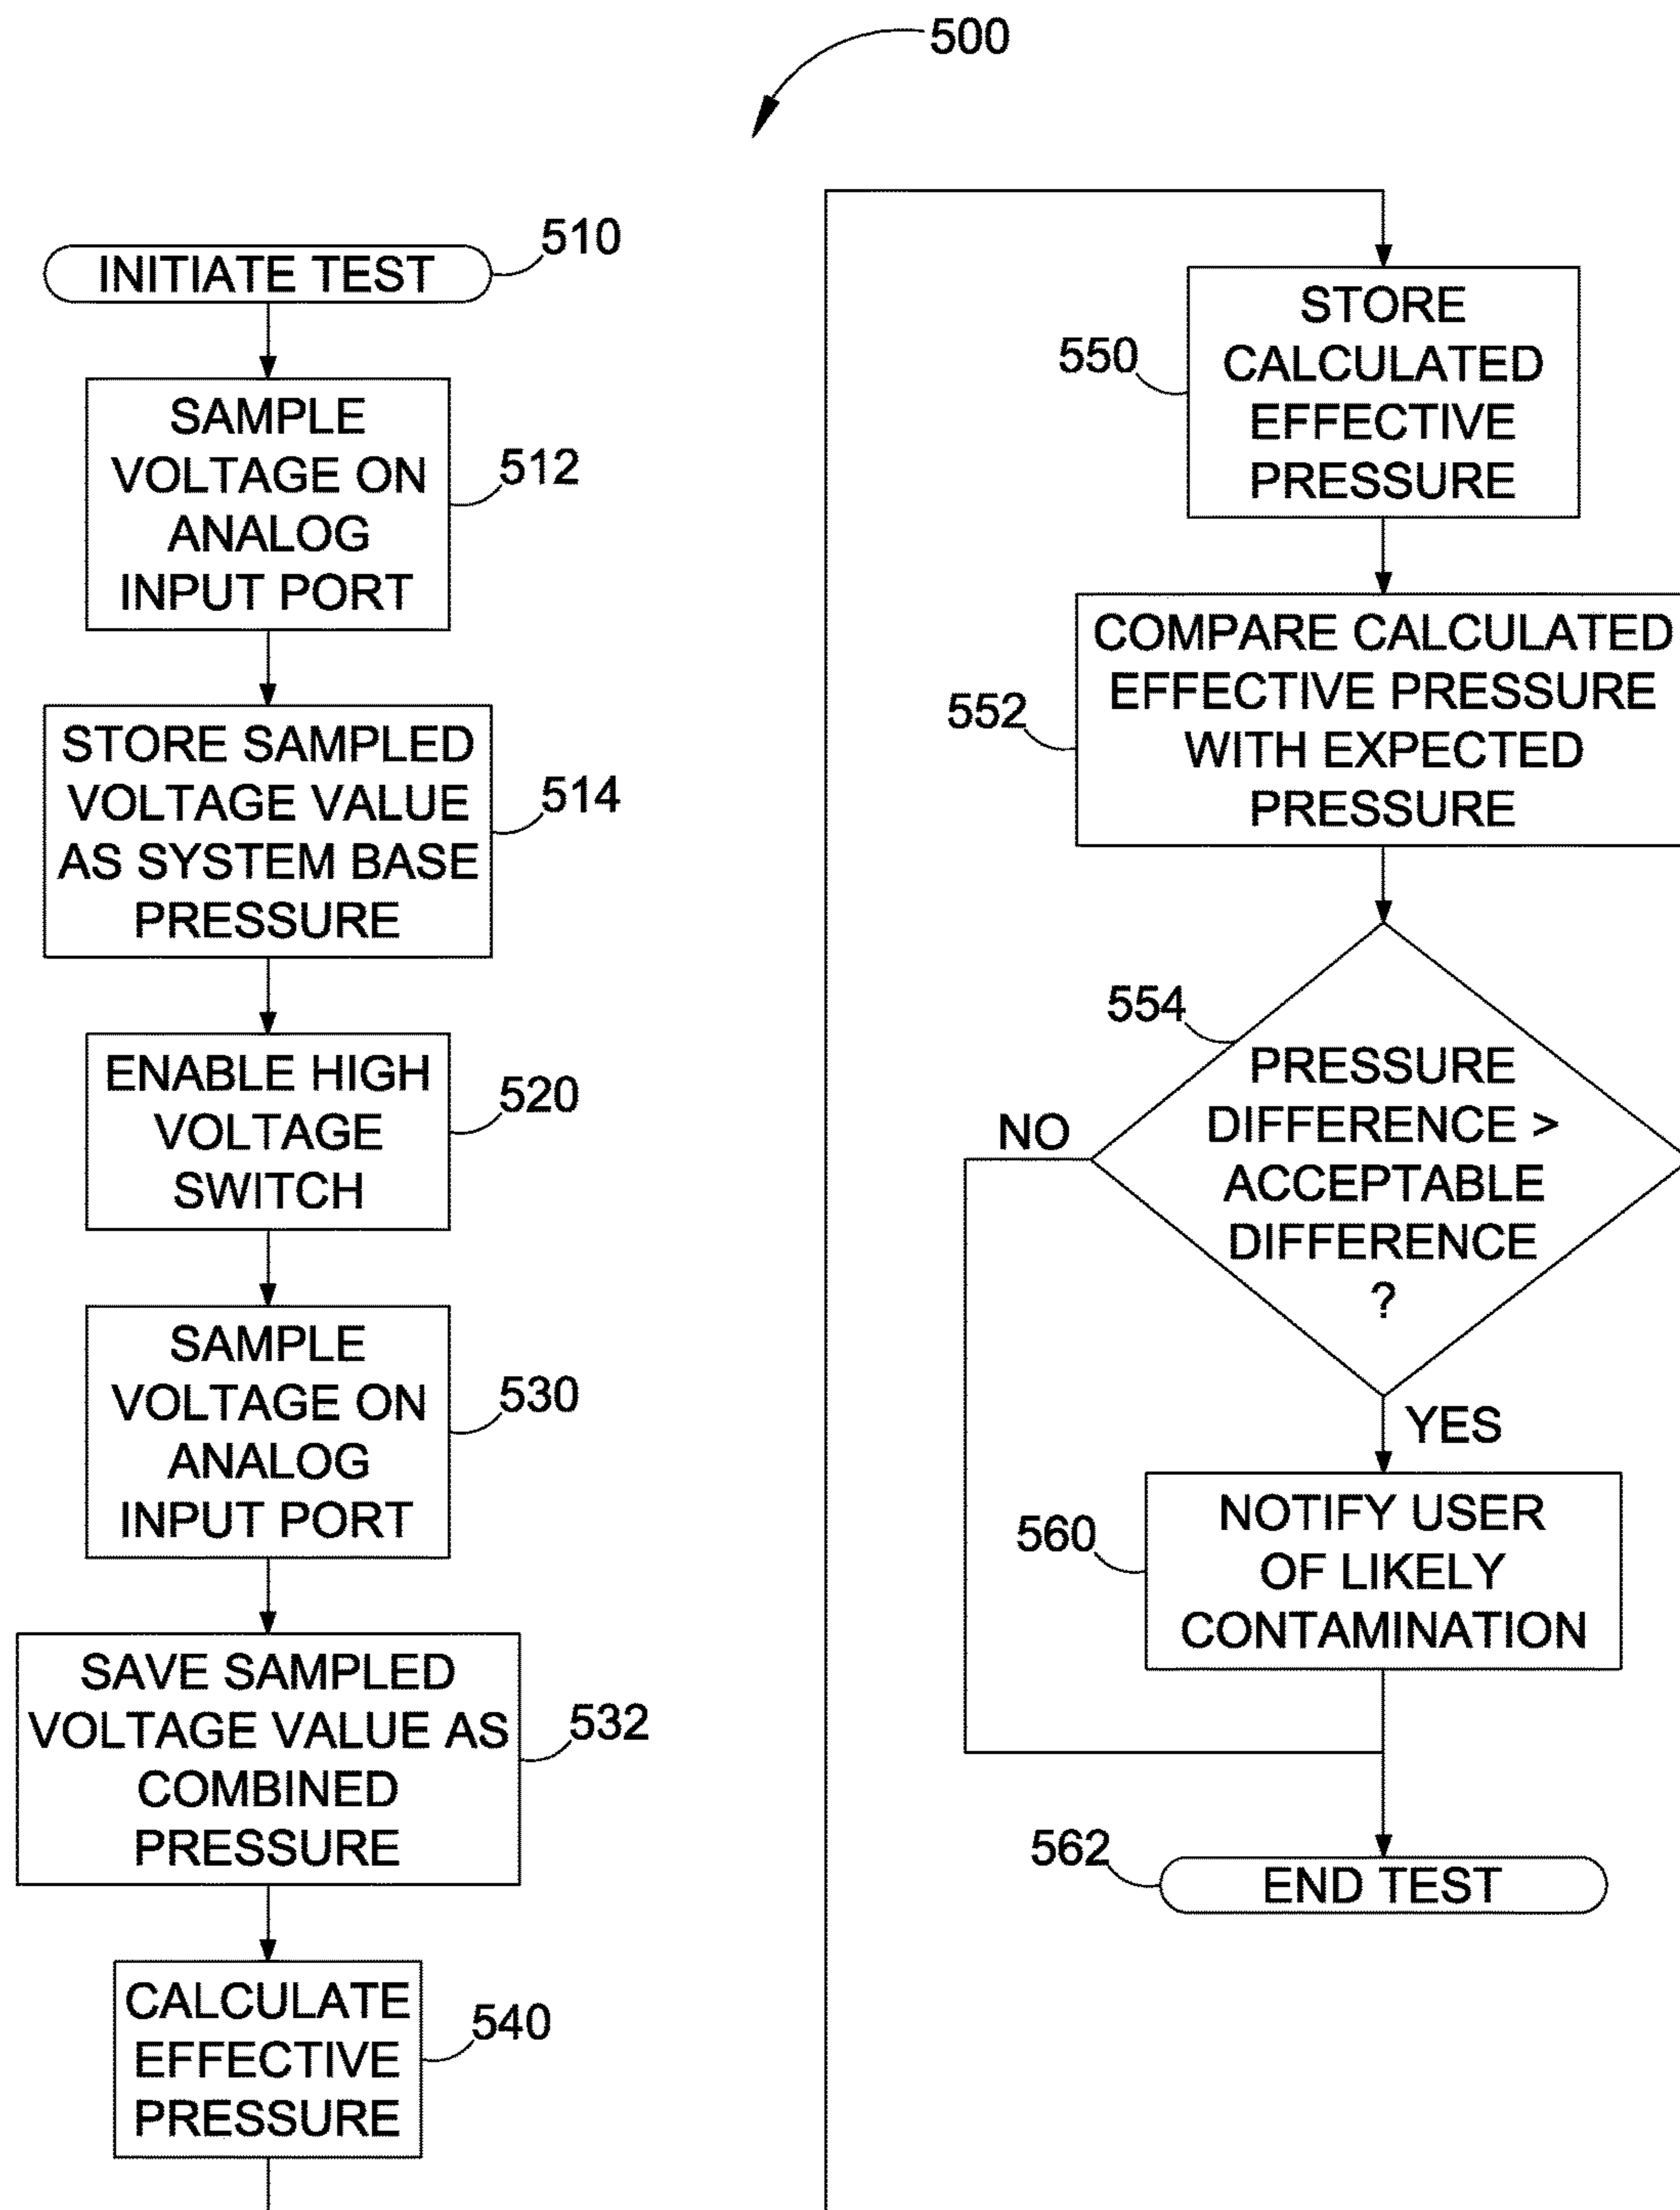 500
INITIATE TEST
510
SAMPLE
VOLTAGE ON
ANALOG
INPUT PORT
512
STORE SAMPLED
VOLTAGE VALUE
AS SYSTEM BASE
PRESSURE
514
ENABLE HIGH
VOLTAGE
SWITCH
520
SAMPLE
VOLTAGE ON
ANALOG
INPUT PORT
530
SAVE SAMPLED
VOLTAGE VALUE AS
COMBINED
PRESSURE
532
CALCULATE
EFFECTIVE
PRESSURE
540
STORE
CALCULATED
EFFECTIVE
PRESSURE
550
COMPARE CALCULATED
EFFECTIVE PRESSURE
WITH EXPECTED
PRESSURE
552
554
PRESSURE
DIFFERENCE >
ACCEPTABLE
DIFFERENCE
?
NO
YES
NOTIFY USER
OF LIKELY
CONTAMINATION
560
562
END TEST